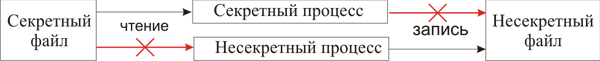 Секретный
файл
чтение
Секретный процесс
Несекретный процесс
запись
Несекретный
файл